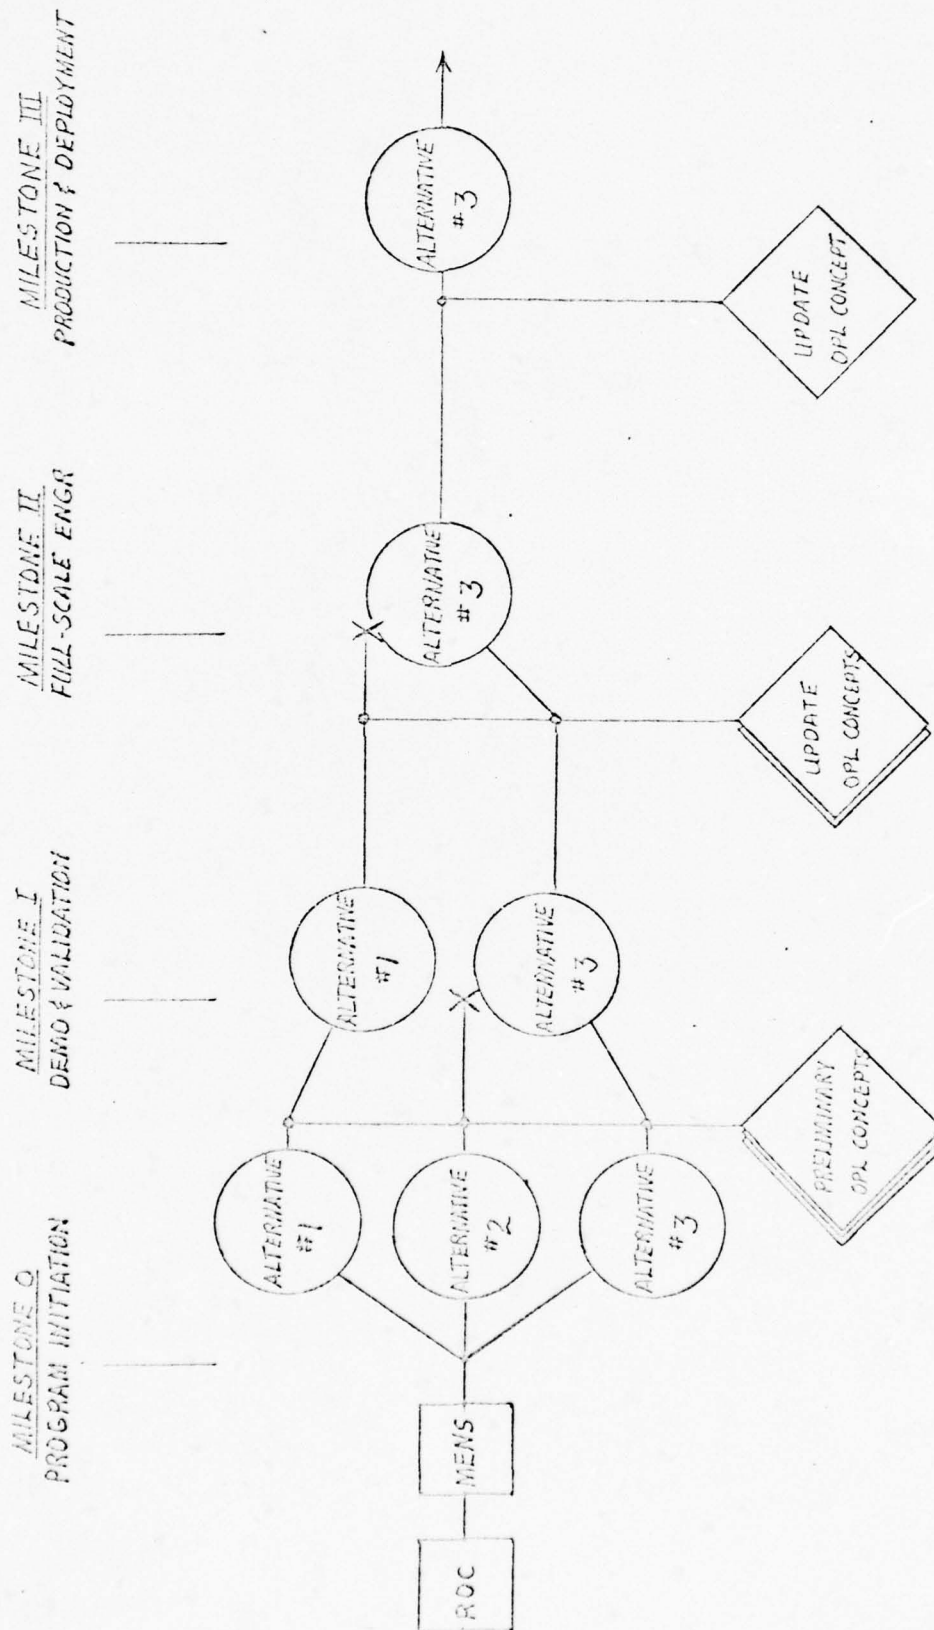 MILESTONE O
PROGRAM INITIATION
MILESTONE I
DEMO & VALIDATION
MILESTONE II
FULL-SCALE ENGR
MILESTONE III
PRODUCTION & DEPLOYMENT
ROC
MENS
ALTERNATIVE
#1
ALTERNATIVE
#2
ALTERNATIVE
#3
ALTERNATIVE
#1
ALTERNATIVE
#3
ALTERNATIVE
#3
ALTERNATIVE
#3
PRELIMINARY
OPL CONCEPTS
UPDATE
OPL CONCEPTS
UPDATE
OPL CONCEPT